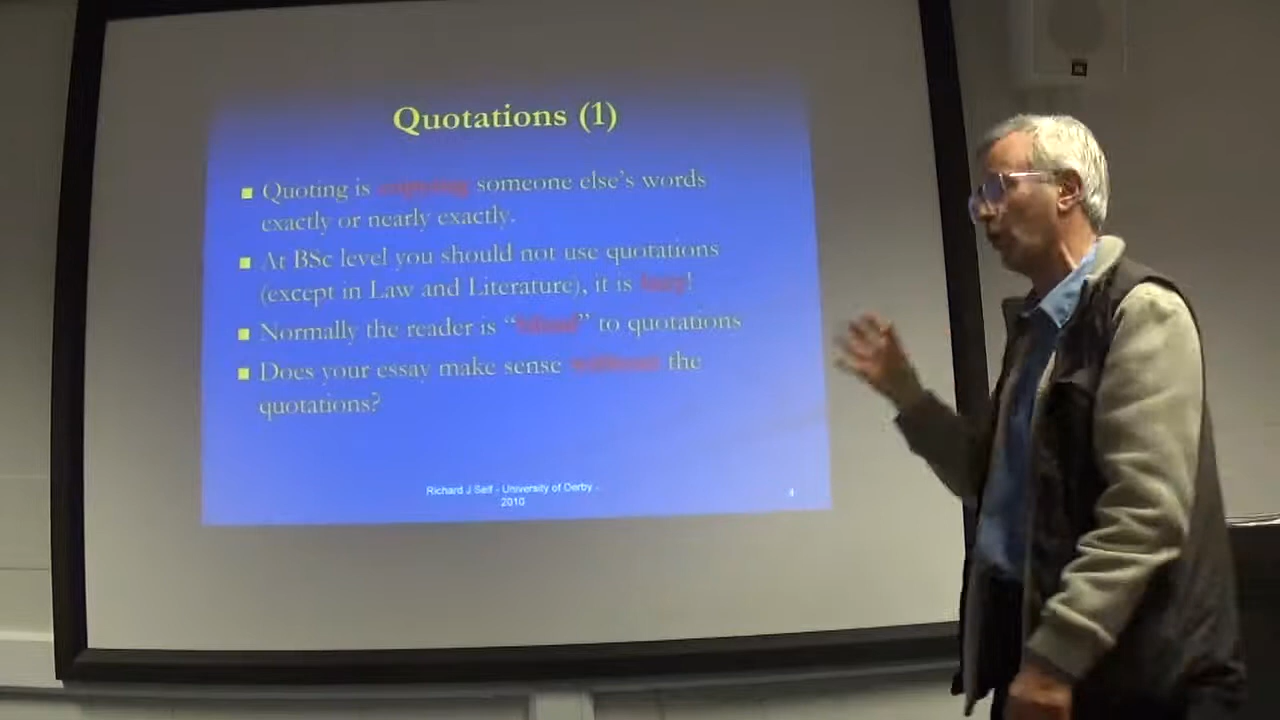 Quotations (1)
Quoting is copying someone else's words
exactly or nearly exactly.
At BSc level you should not use quotations
(except in Law and Literature), it is lazy!
Normally the reader is “blind” to quotations
Does your essay make sense without the
quotations?
Richard J Self - University of Derby -
2010
4